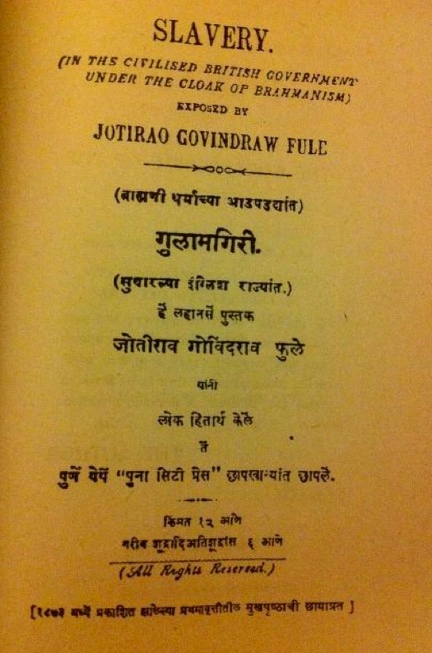 SLAVERY.
(IN THS CIVILISED BRITISH GOVERNMENT
UNDER THE CLOAK OF BRAHMANISM)
EXPOSED BY
JOTIRAO GOVINDRAW FULE
(ब्राह्मणी धर्माच्या आडपडद्यांत)
गुलामगिरी.
(सुधारल्या इंग्लिश राज्यांत.)
हें लहानसें पुस्तक
जोतीराव गोविंदराव फुले
यांनी
लोक हितार्थ केलें
तें
पुणें येथें "पुना सिटी प्रेस" छापखान्यांत छापलें.
किंमत १२ आणे
गरीब शूद्रादिअतिशूद्रांस ६ आणे
(All Rights Reserved.)
[१८७३ मध्यें प्रकाशित झालेल्या प्रथमावृत्तीतील मुखपृष्ठाची छायाप्रत]